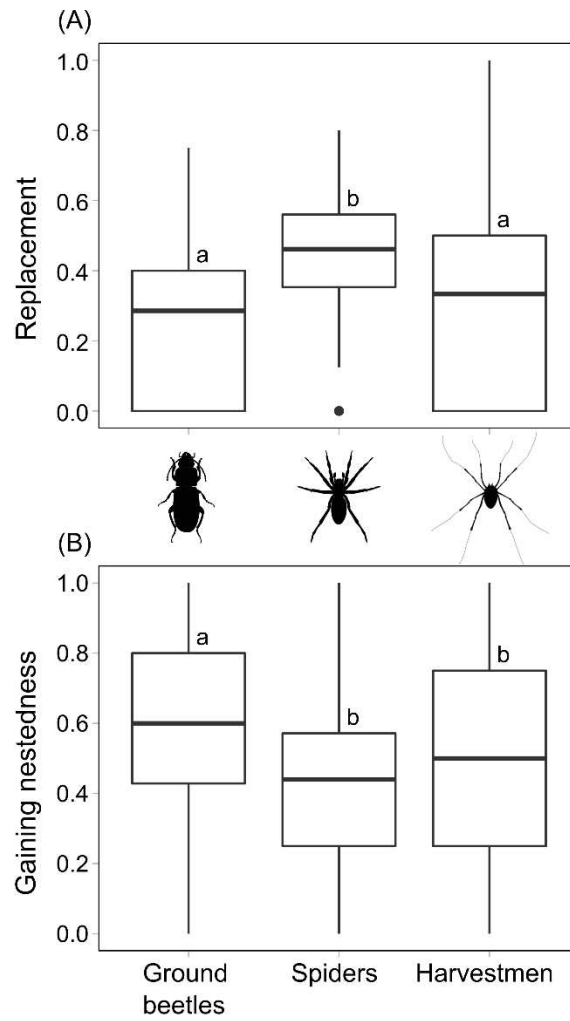 (A)
Replacement
1.0
0.8
0.6
0.4
0.2
0.0
a
b
a
(B)
Gaining nestedness
1.0
0.8
0.6
0.4
0.2
0.0
a
b
b
Ground
beetles
Spiders
Harvestmen